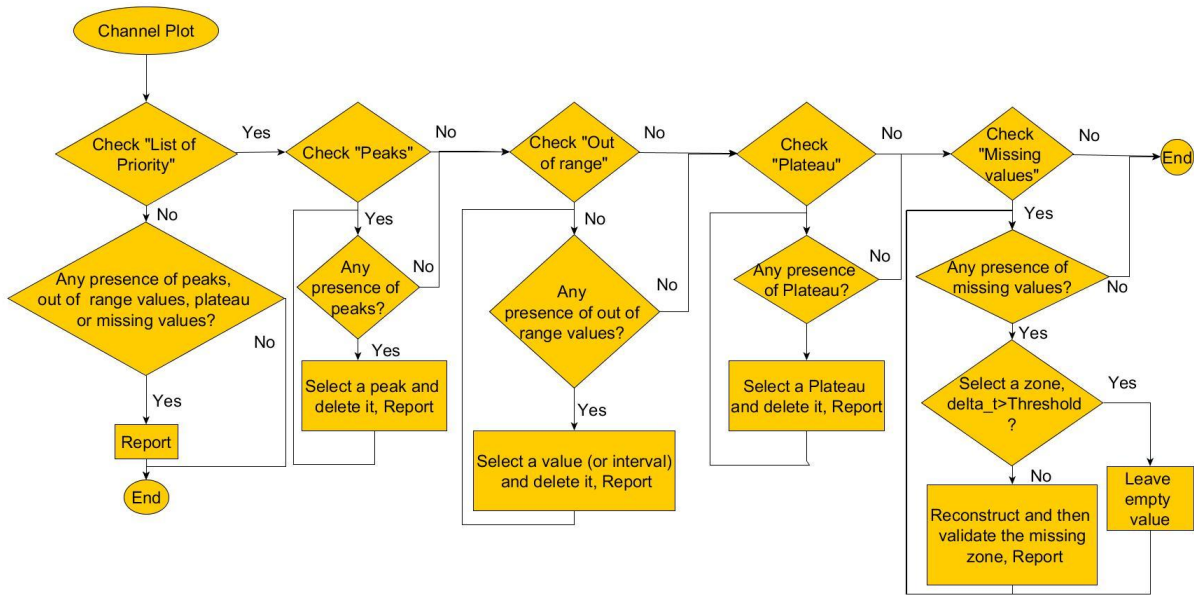 Channel Plot
Check "List of
Priority"
Yes
No
Any presence of peaks,
out of  range values, plateau
or missing values?
No
Yes
Report
End
Check "Peaks"
No
Yes
Any
presence of
peaks?
No
Yes
Select a peak and
delete it, Report
Check "Out
of range"
No
No
Any
presence of out of
range values?
No
Yes
Select a value (or interval)
and delete it, Report
Check
"Plateau"
No
Any presence
of Plateau?
No
Select a Plateau
and delete it, Report
Check
"Missing
values"
No
Yes
Any presence of
missing values?
No
Yes
Select a zone,
delta_t>Threshold
?
Yes
No
Reconstruct and then
validate the missing
zone, Report
Leave
empty
value
End